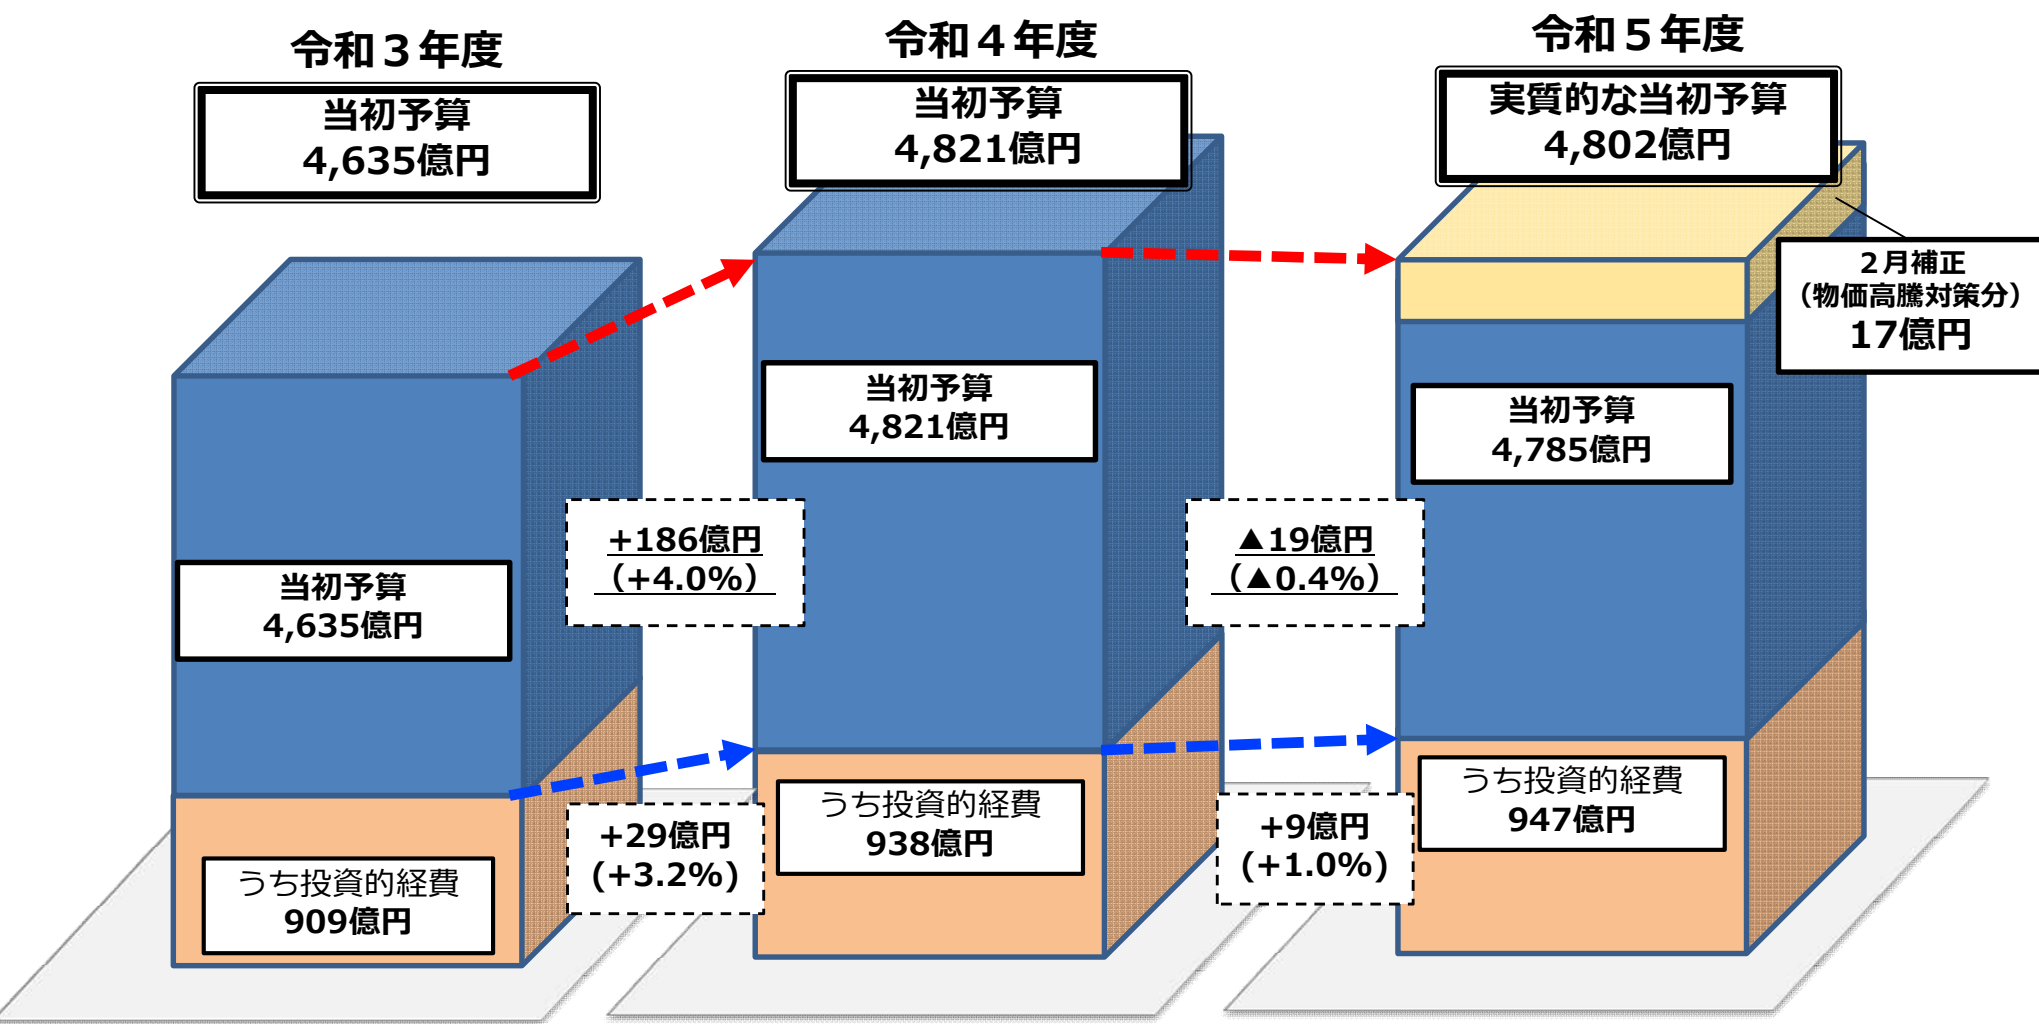 令和３年度
当初予算
4,635億円
当初予算
4,635億円
うち投資的経費
909億円
+186億円
（+4.0%）
+29億円
(+3.2%)
令和４年度
当初予算
4,821億円
当初予算
4,821億円
うち投資的経費
938億円
▲19億円
（▲0.4%）
+9億円
(+1.0%)
令和５年度
実質的な当初予算
4,802億円
２月補正
（物価高騰対策分）
17億円
当初予算
4,785億円
うち投資的経費
947億円